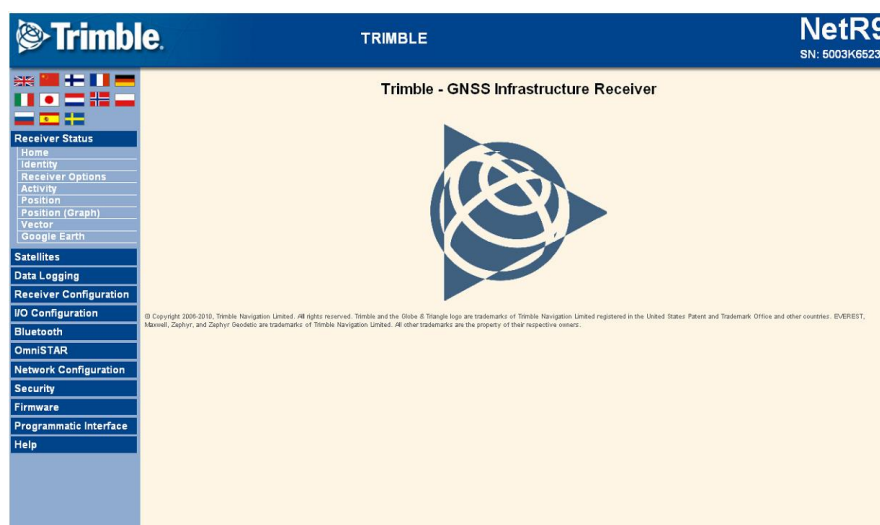 Trimble.
TRIMBLE
NetR9
SN: 5003K6523
Trimble - GNSS Infrastructure Receiver
Receiver Status
Home
Identity
Receiver Options
Activity
Position
Position (Graph)
Vector
Google Earth
Satellites
Data Logging
Receiver Configuration
I/O Configuration
Bluetooth
OmniSTAR
Network Configuration
Security
Firmware
Programmatic Interface
Help
© Copyright 2006-2010, Trimble Navigation Limited. All rights reserved. Trimble and the Globe & Triangle logo are trademarks of Trimble Navigation Limited registered in the United States Patent and Trademark Office and other countries. EVEREST,
Maxwell, Zephyr, and Zephyr Geodetic are trademarks of Trimble Navigation Limited. All other trademarks are the property of their respective owners.